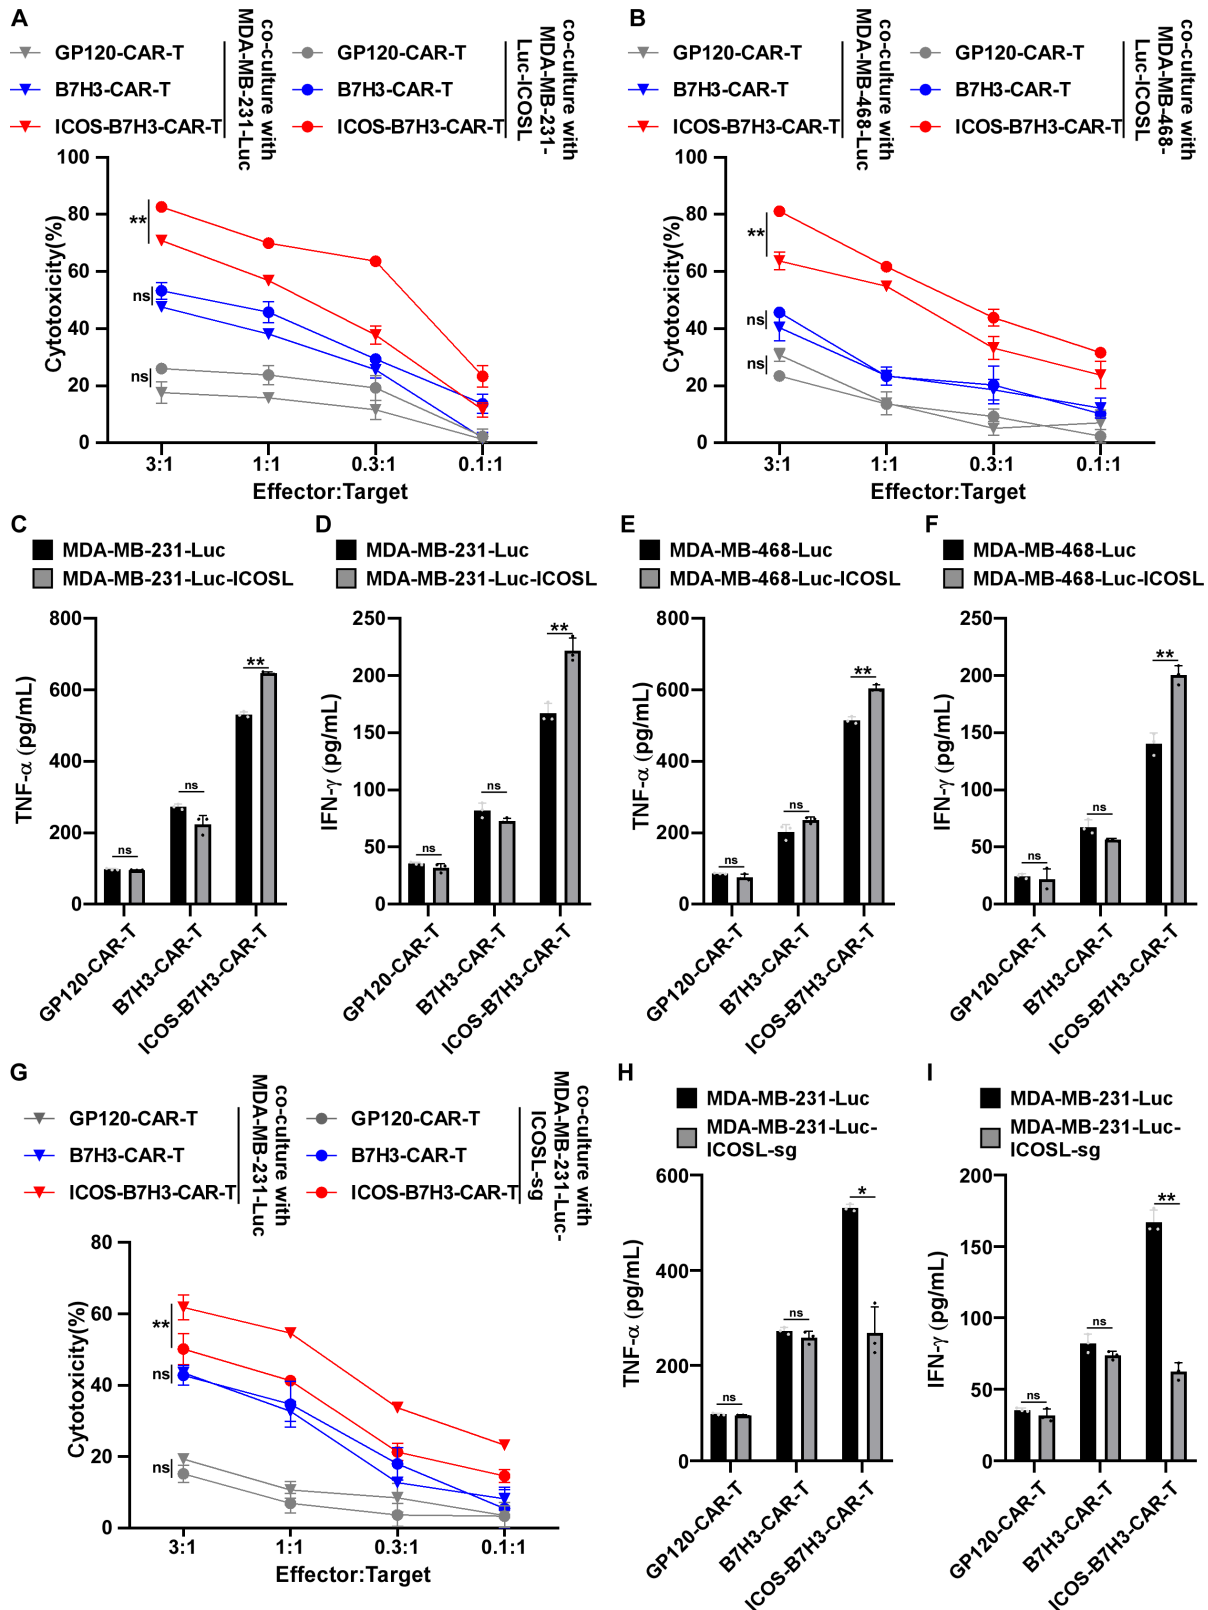 A
GP120-CAR-T
B7H3-CAR-T
ICOS-B7H3-CAR-T
co-culture with
MDA-MB-231-Luc
GP120-CAR-T
B7H3-CAR-T
ICOS-B7H3-CAR-T
co-culture with
MDA-MB-231-
Luc-ICOSL
Cytotoxicity(%)
100
80
60
40
20
0
**
ns
ns
3:1
1:1
0.3:1
0.1:1
Effector:Target
B
GP120-CAR-T
B7H3-CAR-T
ICOS-B7H3-CAR-T
co-culture with
MDA-MB-468-Luc
GP120-CAR-T
B7H3-CAR-T
ICOS-B7H3-CAR-T
co-culture with
MDA-MB-468-
Luc-ICOSL
Cytotoxicity(%)
100
80
60
40
20
0
**
ns
ns
3:1
1:1
0.3:1
0.1:1
Effector:Target
C
MDA-MB-231-Luc
MDA-MB-231-Luc-ICOSL
TNF-α (pg/mL)
800
600
400
200
0
ns
ns
**
GP120-CAR-T
B7H3-CAR-T
ICOS-B7H3-CAR-T
D
MDA-MB-231-Luc
MDA-MB-231-Luc-ICOSL
IFN-γ (pg/mL)
250
200
150
100
50
0
ns
ns
**
GP120-CAR-T
B7H3-CAR-T
ICOS-B7H3-CAR-T
E
MDA-MB-468-Luc
MDA-MB-468-Luc-ICOSL
TNF-α (pg/mL)
800
600
400
200
0
ns
ns
**
GP120-CAR-T
B7H3-CAR-T
ICOS-B7H3-CAR-T
F
MDA-MB-468-Luc
MDA-MB-468-Luc-ICOSL
IFN-γ (pg/mL)
250
200
150
100
50
0
ns
ns
**
GP120-CAR-T
B7H3-CAR-T
ICOS-B7H3-CAR-T
G
GP120-CAR-T
B7H3-CAR-T
ICOS-B7H3-CAR-T
co-culture with
MDA-MB-231-Luc
GP120-CAR-T
B7H3-CAR-T
ICOS-B7H3-CAR-T
co-culture with
MDA-MB-231-Luc-
ICOSL-sg
Cytotoxicity(%)
80
60
40
20
0
**
ns
ns
3:1
1:1
0.3:1
0.1:1
Effector:Target
H
MDA-MB-231-Luc
MDA-MB-231-Luc-
ICOSL-sg
TNF-α (pg/mL)
600
400
200
0
ns
ns
*
GP120-CAR-T
B7H3-CAR-T
ICOS-B7H3-CAR-T
I
MDA-MB-231-Luc
MDA-MB-231-Luc-
ICOSL-sg
IFN-γ (pg/mL)
200
150
100
50
0
ns
ns
**
GP120-CAR-T
B7H3-CAR-T
ICOS-B7H3-CAR-T